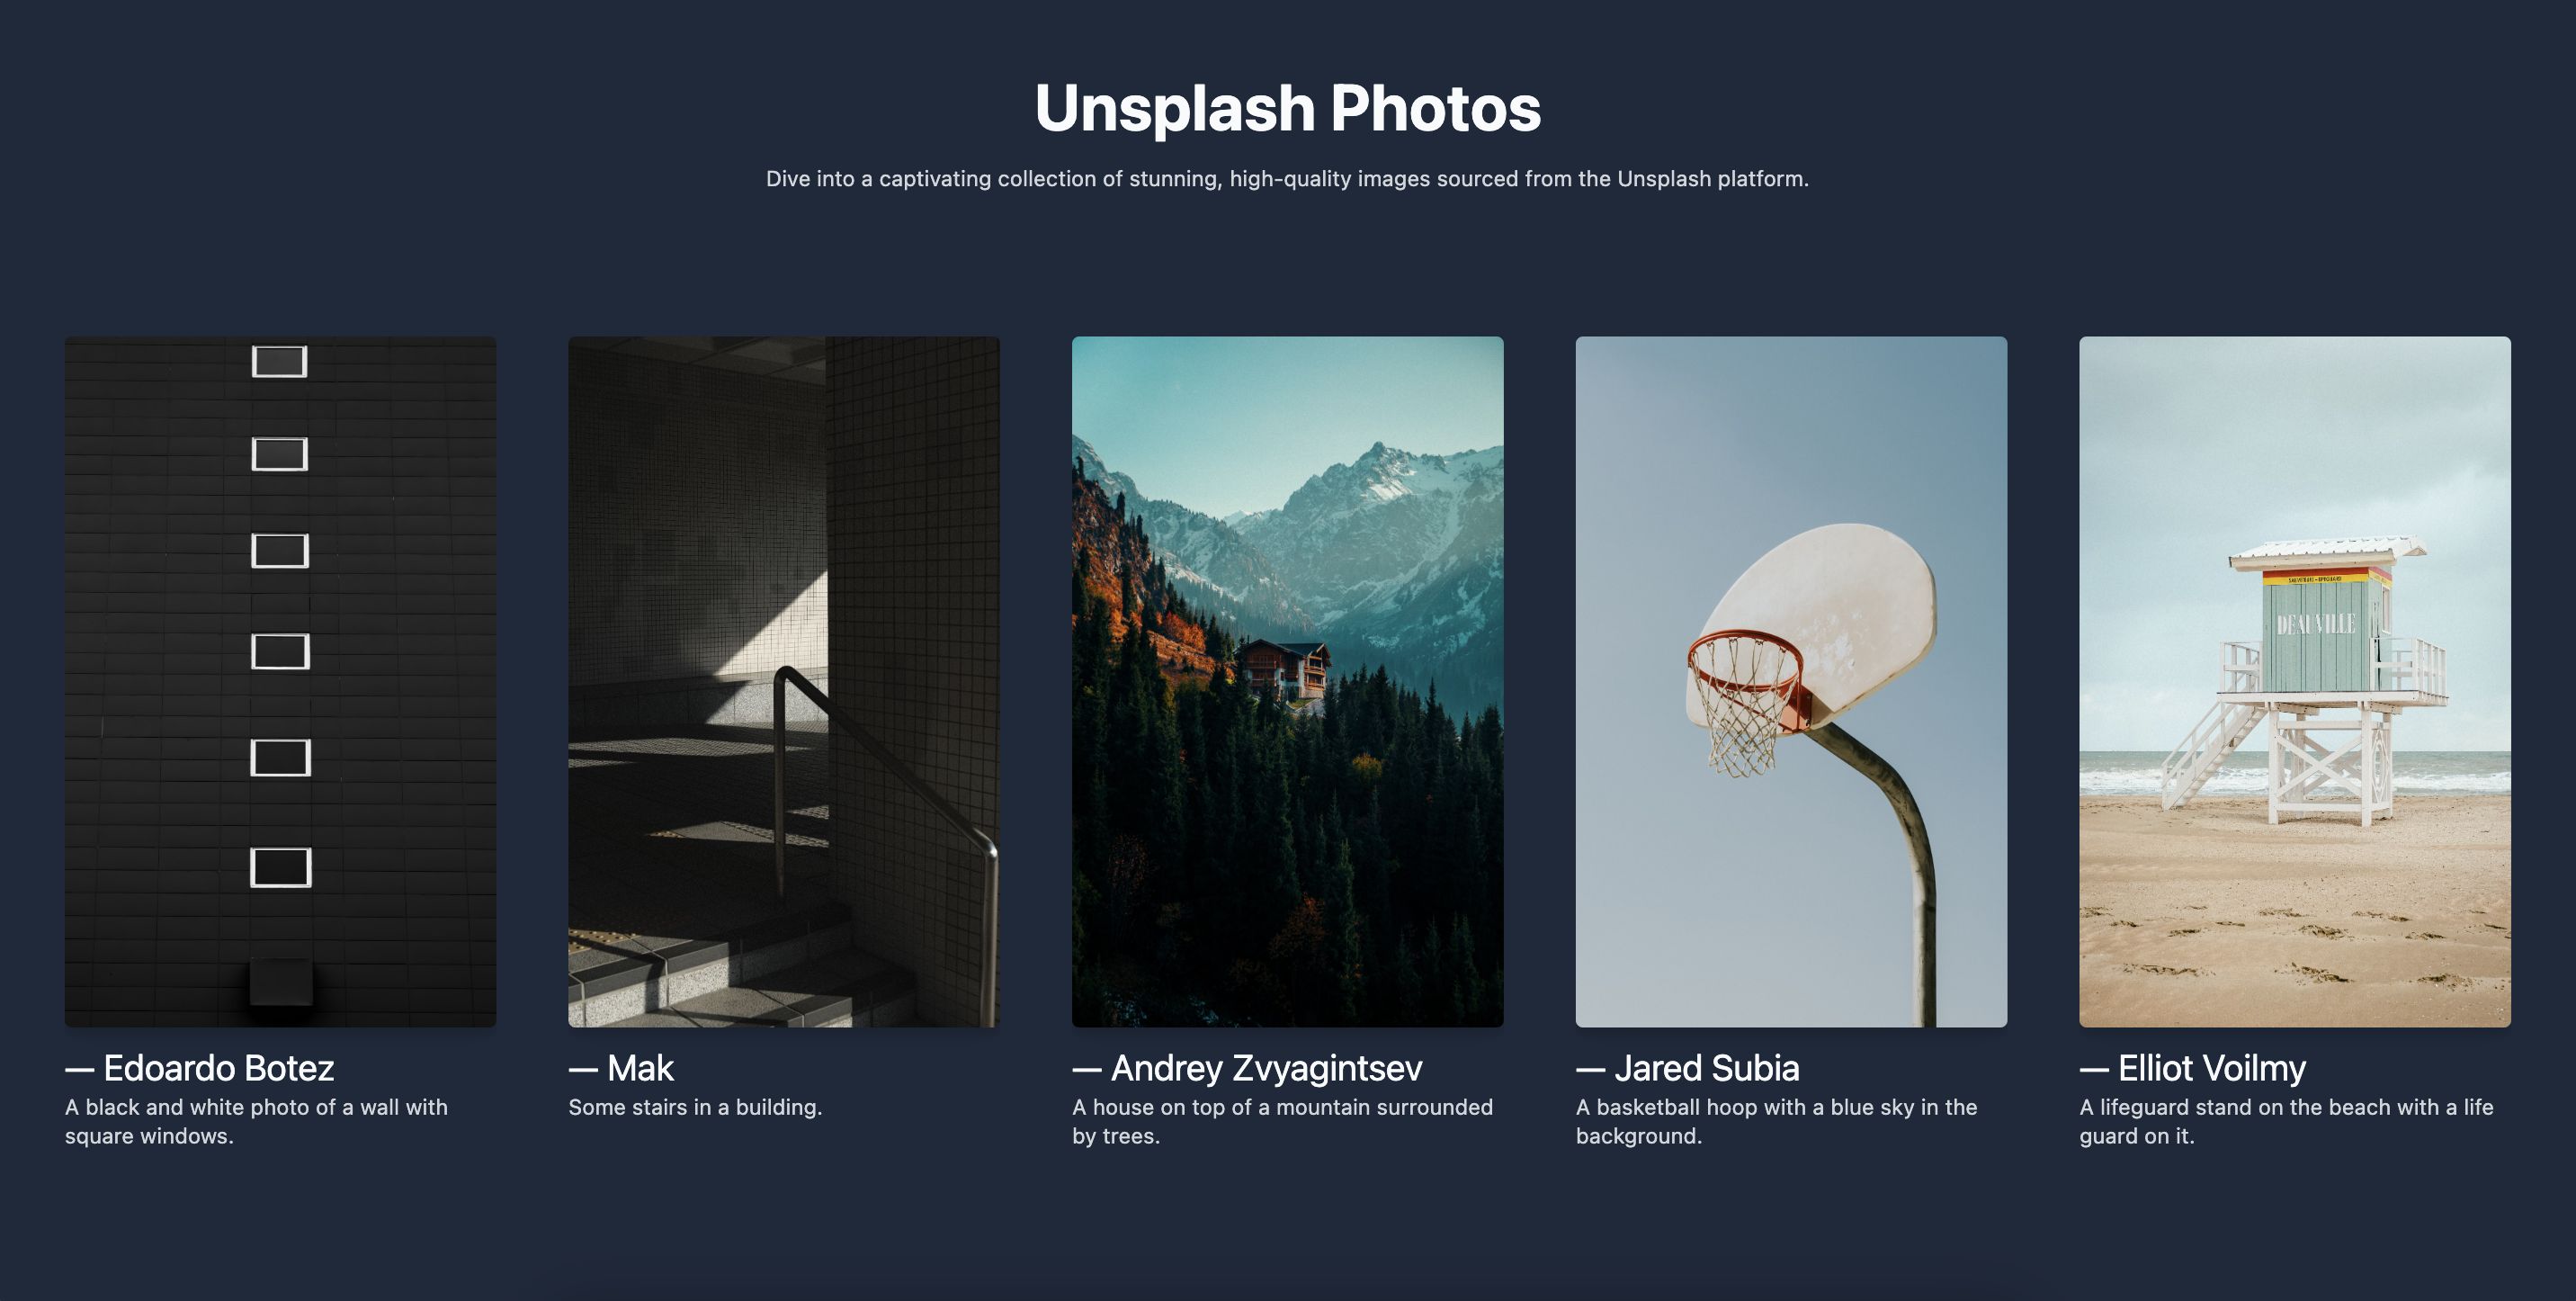 Unsplash Photos
Dive into a captivating collection of stunning, high-quality images sourced from the Unsplash platform.
DEAUVILLE
— Edoardo Botez
A black and white photo of a wall with
square windows.
— Mak
Some stairs in a building.
— Andrey Zvyagintsev
A house on top of a mountain surrounded
by trees.
— Jared Subia
A basketball hoop with a blue sky in the
background.
— Elliot Voilmy
A lifeguard stand on the beach with a life
guard on it.